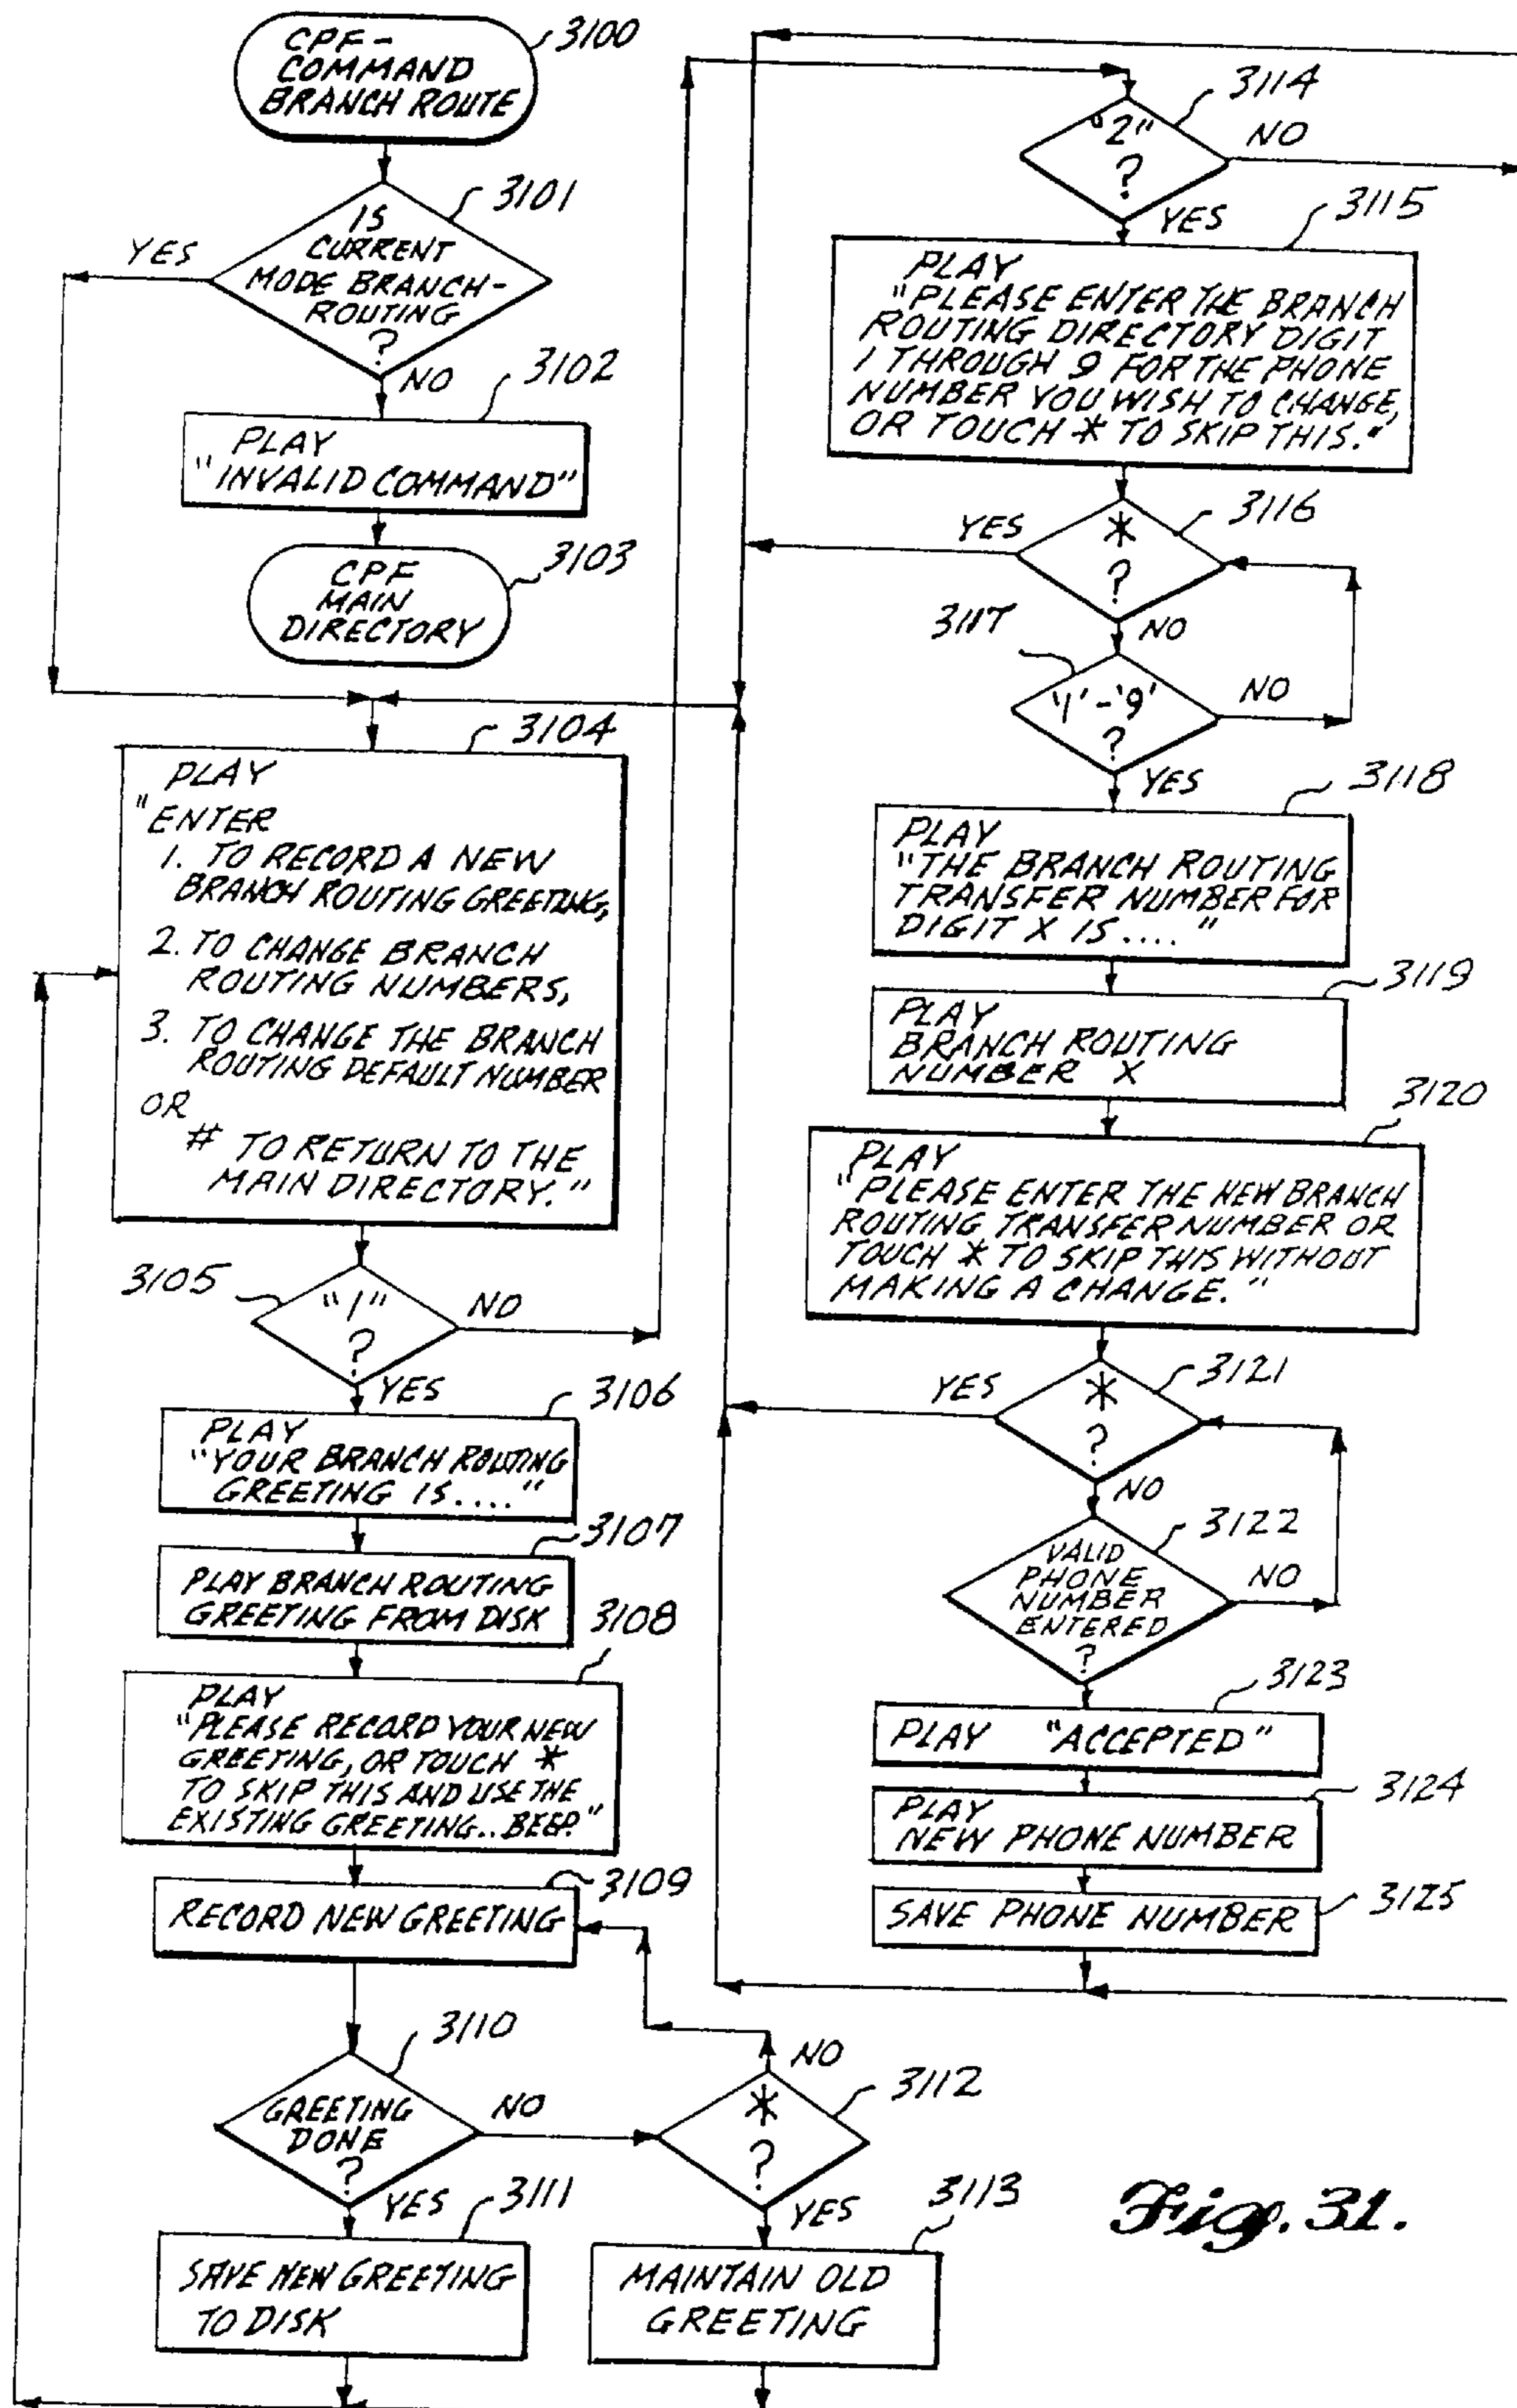 CPF-
COMMAND
BRANCH ROUTE
3100
IS
CURRENT
MODE BRANCH-
ROUTING
?
3101
YES
NO
3102
PLAY
"INVALID COMMAND"
3103
CPF
MAIN
DIRECTORY
3104
PLAY
"ENTER
1. TO RECORD A NEW
BRANCH ROUTING GREETING,
2. TO CHANGE BRANCH
ROUTING NUMBERS,
3. TO CHANGE THE BRANCH
ROUTING DEFAULT NUMBER
OR
# TO RETURN TO THE
MAIN DIRECTORY."
3105
"1"
?
NO
YES
3106
PLAY
"YOUR BRANCH ROUTING
GREETING IS...."
3107
PLAY BRANCH ROUTING
GREETING FROM DISK
3108
PLAY
"PLEASE RECORD YOUR NEW
GREETING, OR TOUCH *
TO SKIP THIS AND USE THE
EXISTING GREETING..BEEP."
3109
RECORD NEW GREETING
3110
GREETING
DONE
?
NO
YES
3111
SAVE NEW GREETING
TO DISK
3112
*
?
NO
YES
3113
MAINTAIN OLD
GREETING
3114
"2"
?
NO
YES
3115
PLAY
"PLEASE ENTER THE BRANCH
ROUTING DIRECTORY DIGIT
1 THROUGH 9 FOR THE PHONE
NUMBER YOU WISH TO CHANGE,
OR TOUCH * TO SKIP THIS."
3116
*
?
YES
NO
3117
'1'-'9'
?
NO
YES
3118
PLAY
"THE BRANCH ROUTING
TRANSFER NUMBER FOR
DIGIT X IS...."
3119
PLAY
BRANCH ROUTING
NUMBER X
3120
PLAY
"PLEASE ENTER THE NEW BRANCH
ROUTING TRANSFER NUMBER OR
TOUCH * TO SKIP THIS WITHOUT
MAKING A CHANGE."
3121
*
?
YES
NO
3122
VALID
PHONE
NUMBER
ENTERED
?
NO
3123
PLAY "ACCEPTED"
3124
PLAY
NEW PHONE NUMBER
3125
SAVE PHONE NUMBER
Fig. 31.